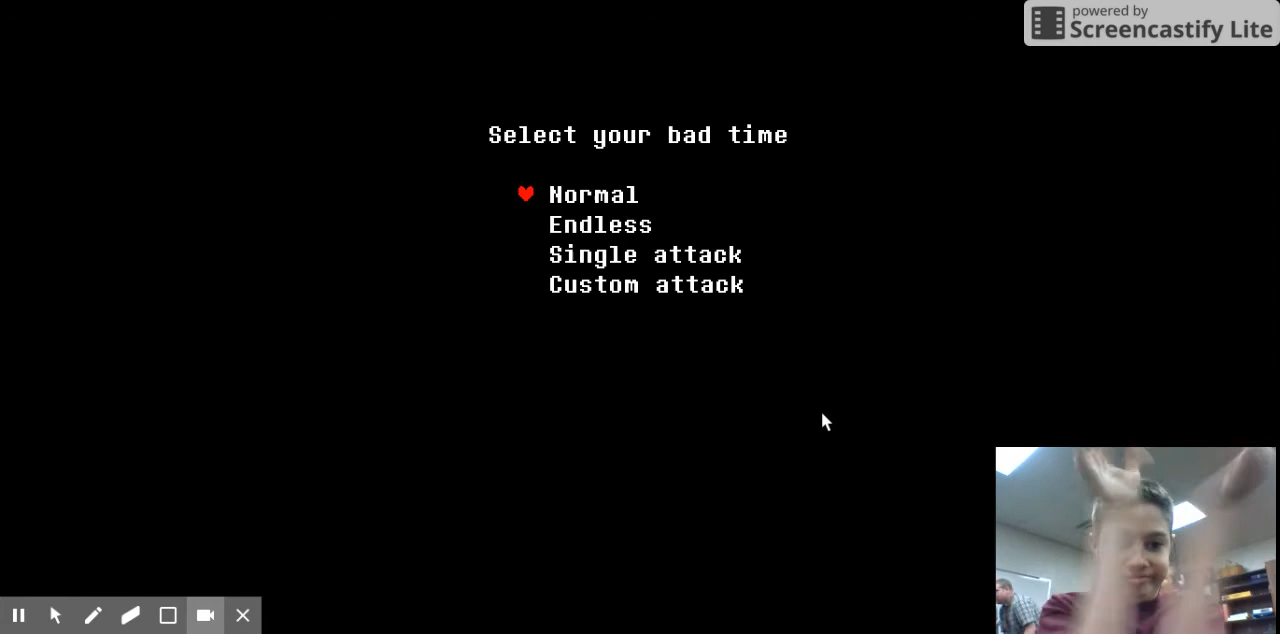 powered by
Screencastify Lite
Select your bad time
Normal
Endless
Single attack
Custom attack